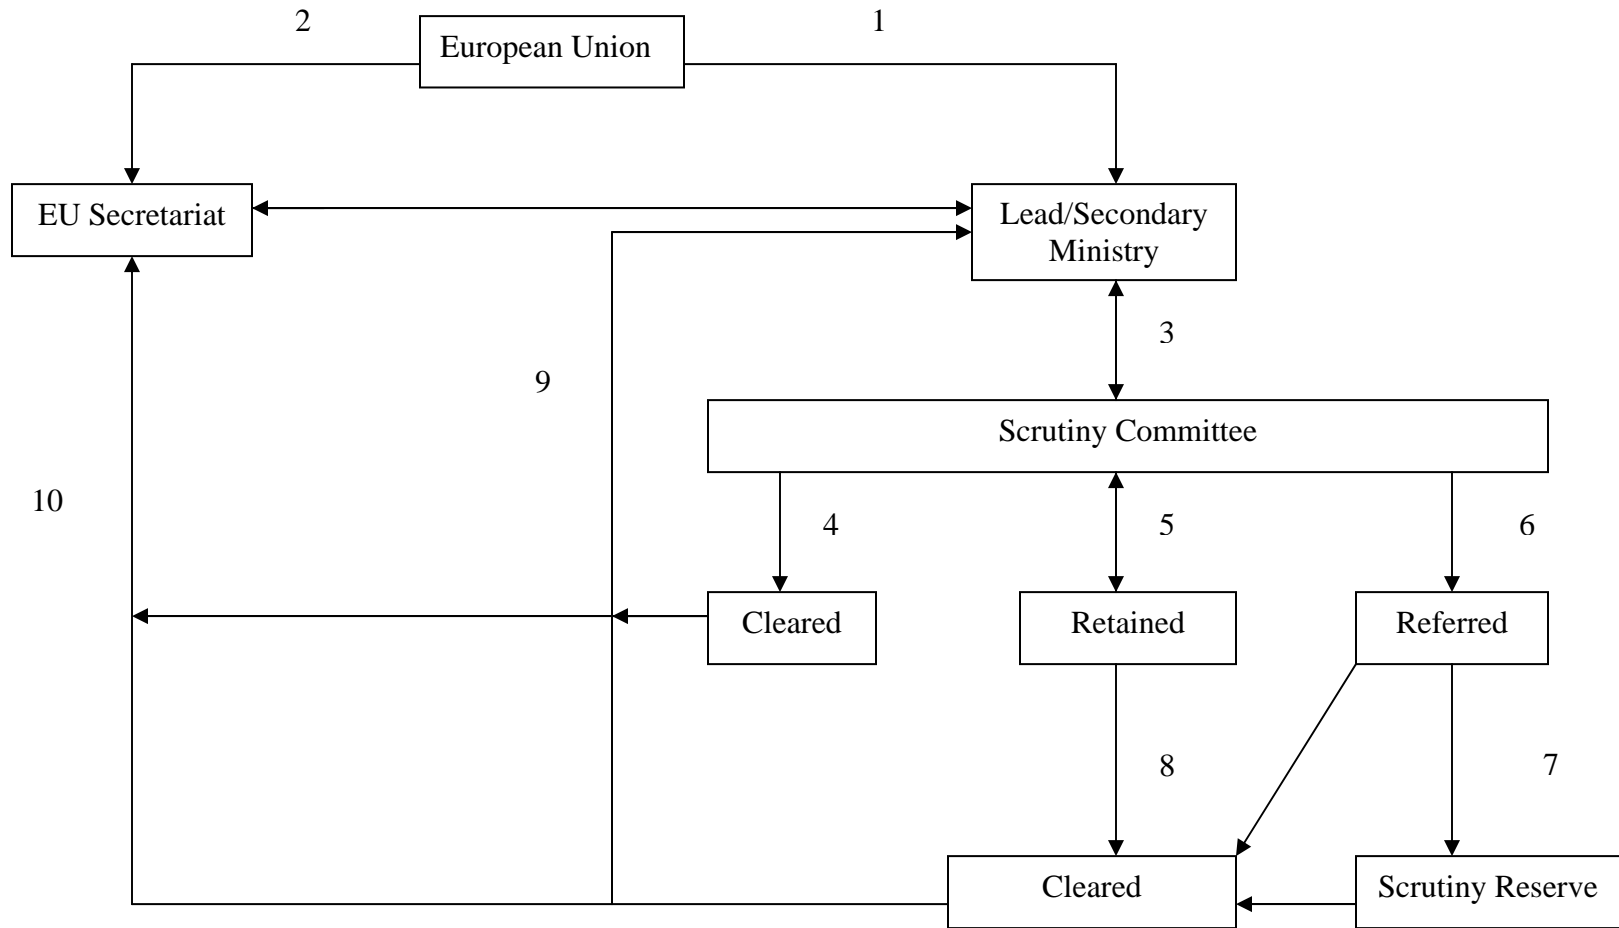 2
1
European Union
EU Secretariat
Lead/Secondary
Ministry
3
9
Scrutiny Committee
10
4
5
6
Cleared
Retained
Referred
8
7
Cleared
Scrutiny Reserve